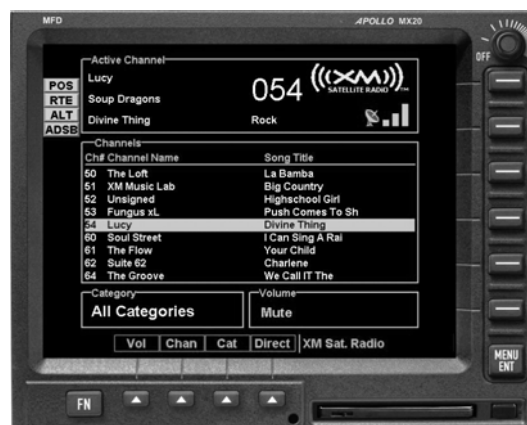 MFD
APOLLO MX20
OFF
POS
RTE
ALT
ADSB
Active Channel
Lucy
054
((XM))
SATELLITE RADIO
Soup Dragons
Divine Thing
Rock
Channels
Ch# Channel Name Song Title
50 The Loft La Bamba
51 XM Music Lab Big Country
52 Unsigned Highschool Girl
53 Fungus xL Push Comes To Sh
54 Lucy Divine Thing
60 Soul Street I Can Sing A Rai
61 The Flow Your Child
62 Suite 62 Charlene
64 The Groove We Call IT The
Category
All Categories
Volume
Mute
Vol Chan Cat Direct XM Sat. Radio
MENU
ENT
FN